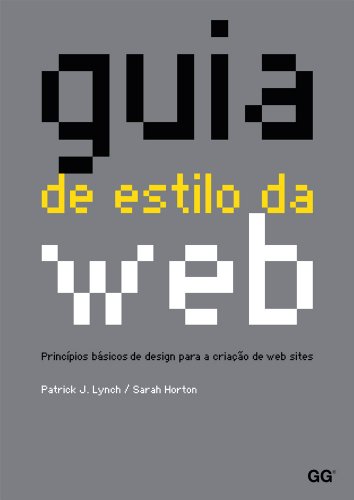 guia
de estilo da
web
Princípios básicos de design para a criação de web sites
Patrick J. Lynch / Sarah Horton
GG®